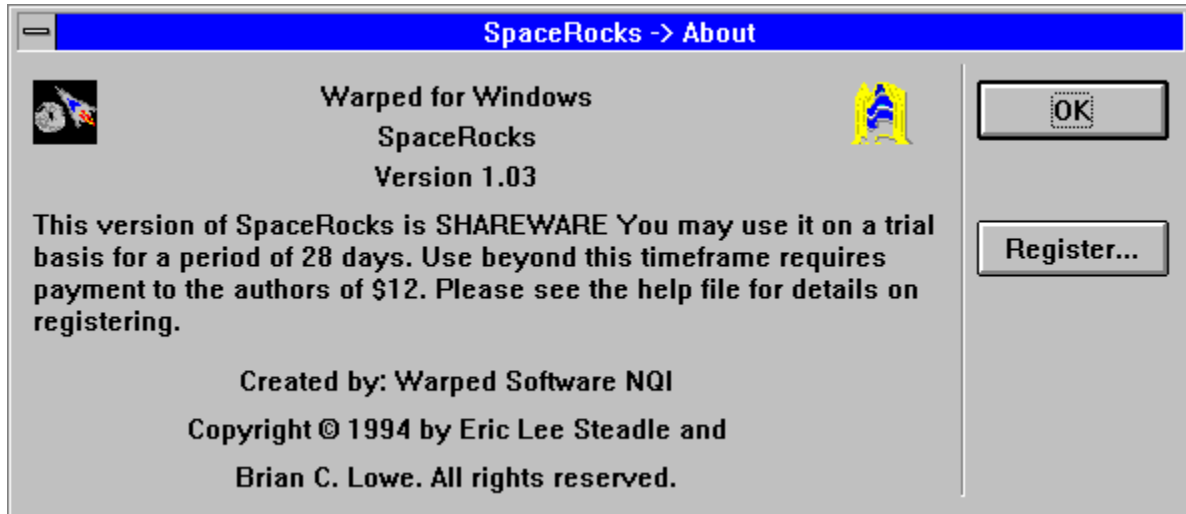 SpaceRocks -> About
Warped for Windows
SpaceRocks
Version 1.03
This version of SpaceRocks is SHAREWARE You may use it on a trial
basis for a period of 28 days. Use beyond this timeframe requires
payment to the authors of $12. Please see the help file for details on
registering.
Created by: Warped Software NQI
Copyright © 1994 by Eric Lee Steadle and
Brian C. Lowe. All rights reserved.
OK
Register...